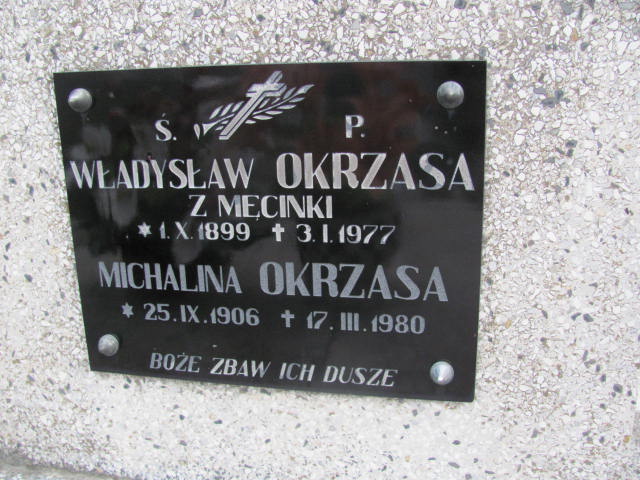 Ś. P.
WŁADYSŁAW OKRZASA
Z MĘCINKI
* 1.X.1899 ✝ 3.I.1977
MICHALINA OKRZASA
* 25.IX.1906 ✝ 17.III.1980
BOŻE ZBAW ICH DUSZE